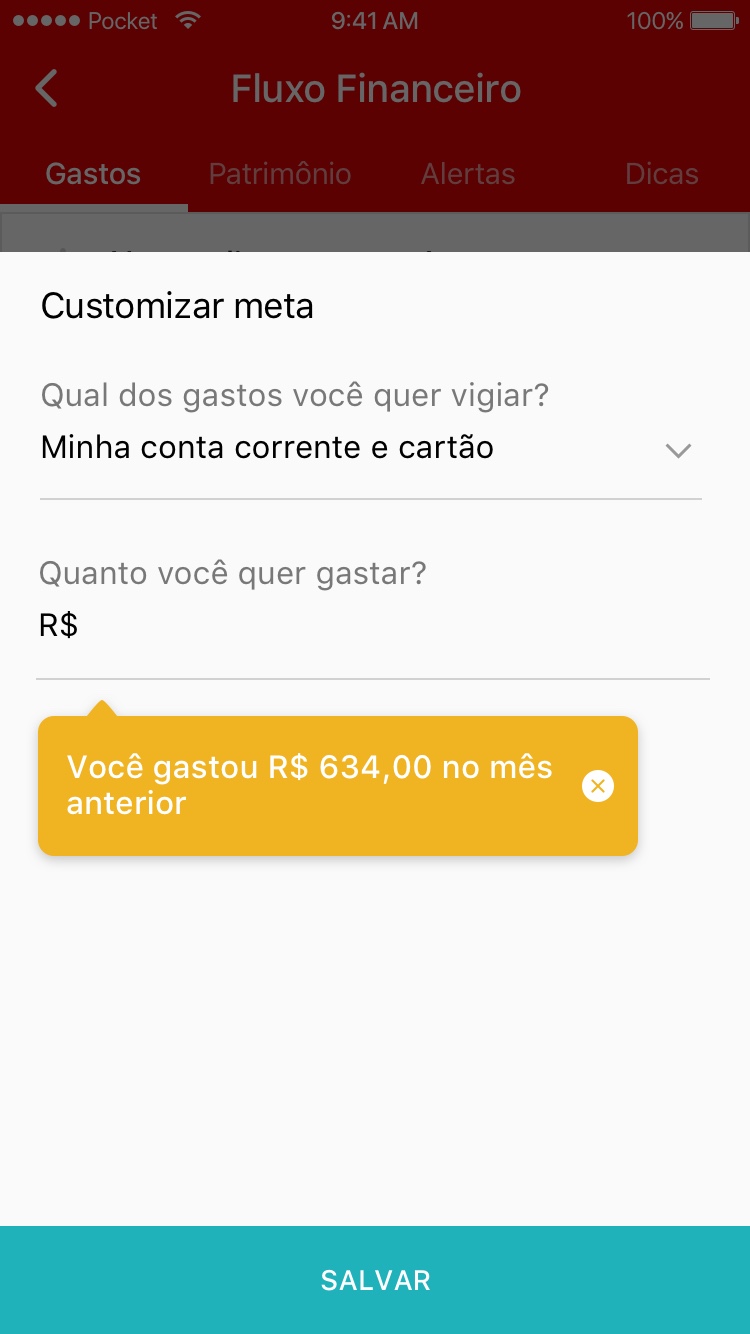 Pocket 9:41 AM 100%
Fluxo Financeiro
Gastos Patrimônio Alertas Dicas
Customizar meta
Qual dos gastos você quer vigiar?
Minha conta corrente e cartão
Quanto você quer gastar?
R$
Você gastou R$ 634,00 no mês
anterior
SALVAR